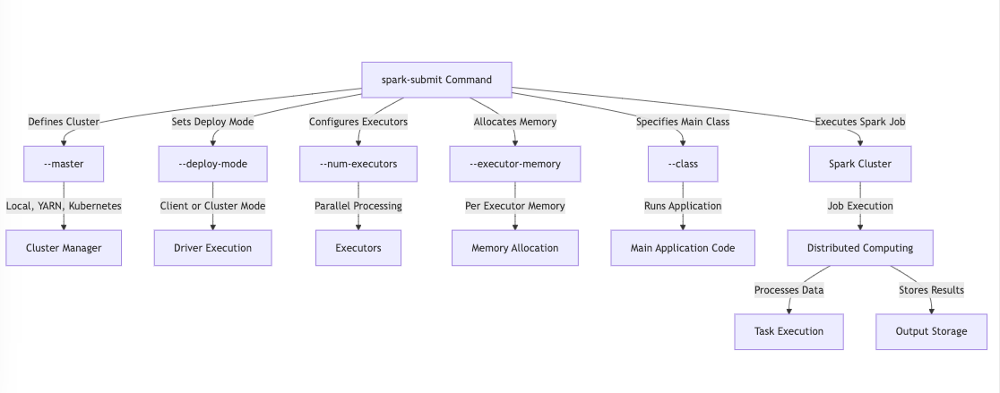 spark-submit Command
Defines Cluster
Sets Deploy Mode
Configures Executors
Allocates Memory
Specifies Main Class
Executes Spark Job
--master
--deploy-mode
--num-executors
--executor-memory
--class
Spark Cluster
Local, YARN, Kubernetes
Client or Cluster Mode
Parallel Processing
Per Executor Memory
Runs Application
Job Execution
Cluster Manager
Driver Execution
Executors
Memory Allocation
Main Application Code
Distributed Computing
Processes Data
Stores Results
Task Execution
Output Storage